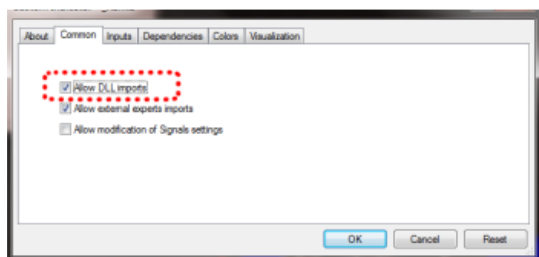 About Common Inputs Dependencies Colors Visualization
Allow DLL imports
Allow external experts imports
Allow modification of Signals settings
OK Cancel Reset